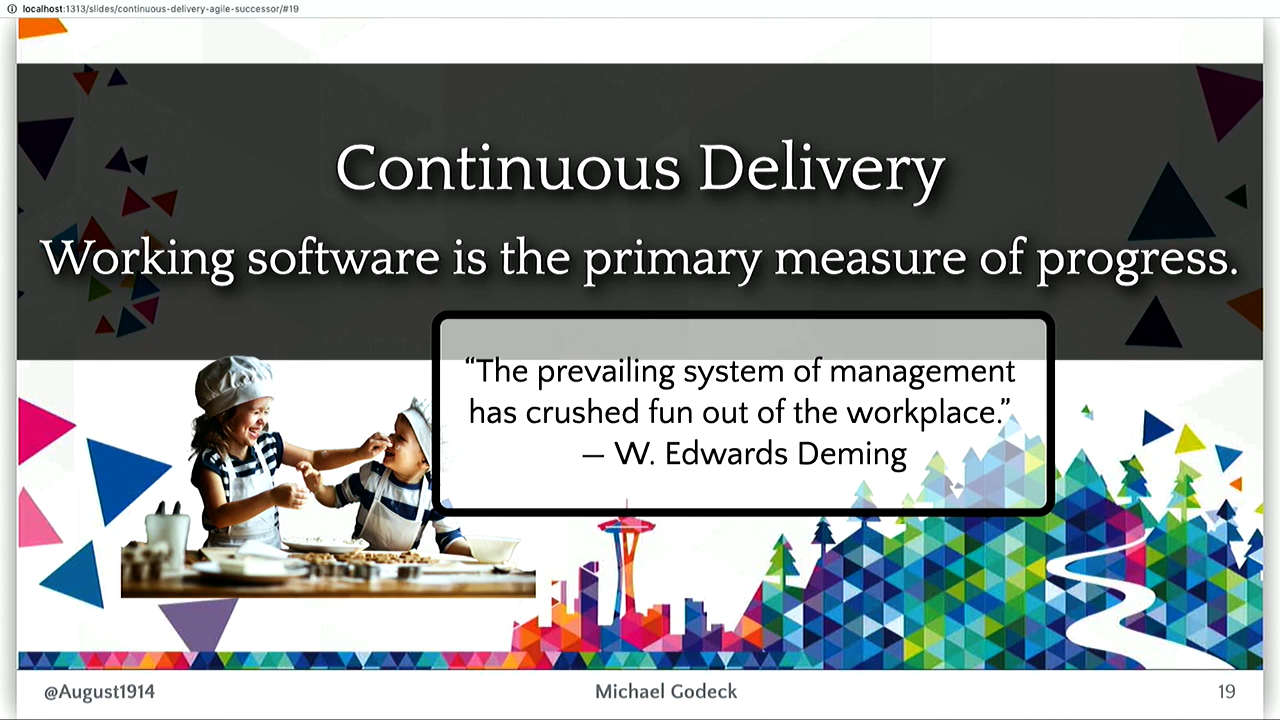 localhost:1313/slides/continuous-delivery-agile-successor/#19
Continuous Delivery
Working software is the primary measure of progress.
“The prevailing system of management
has crushed fun out of the workplace.”
— W. Edwards Deming
@August1914
Michael Godeck
19